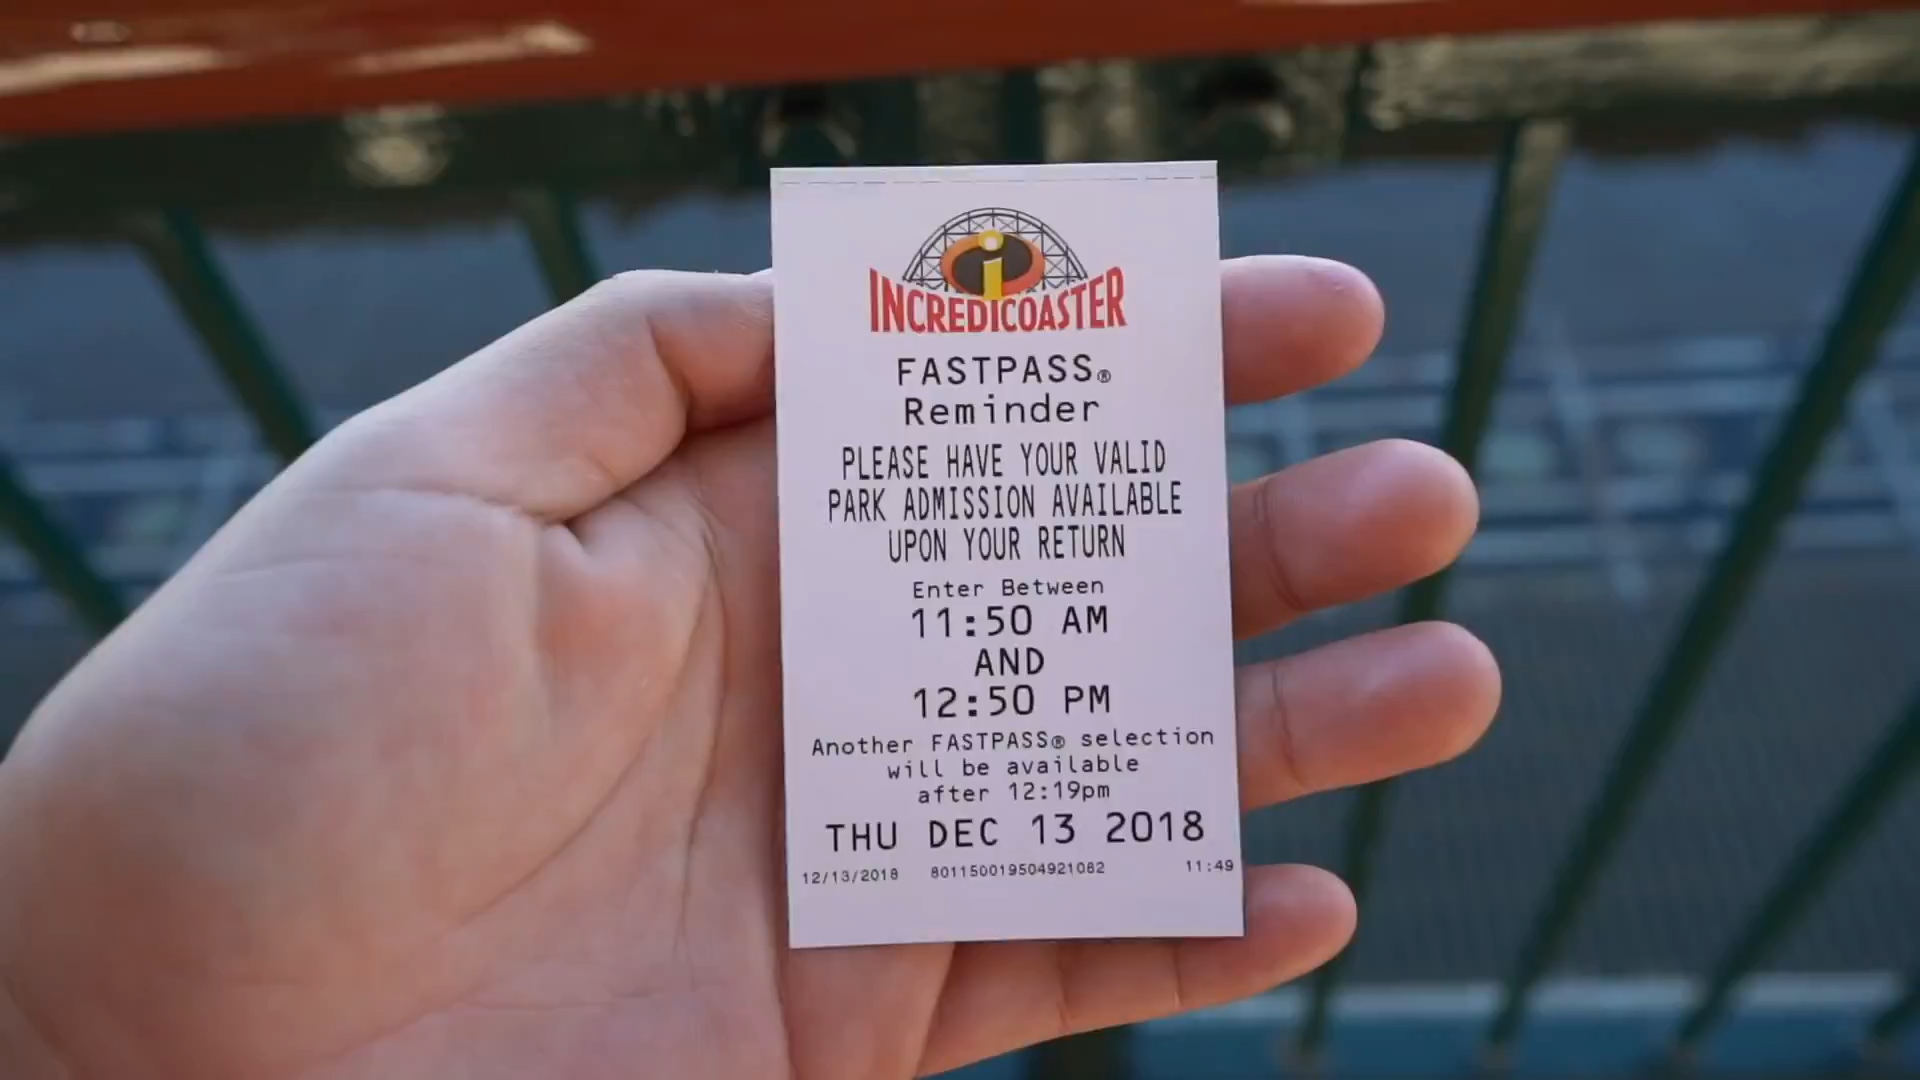 INCREDICOASTER
FASTPASS®
Reminder
PLEASE HAVE YOUR VALID
PARK ADMISSION AVAILABLE
UPON YOUR RETURN
Enter Between
11:50 AM
AND
12:50 PM
Another FASTPASS® selection
will be available
after 12:19pm
THU DEC 13 2018
12/13/2018 801150019504921082 11:49